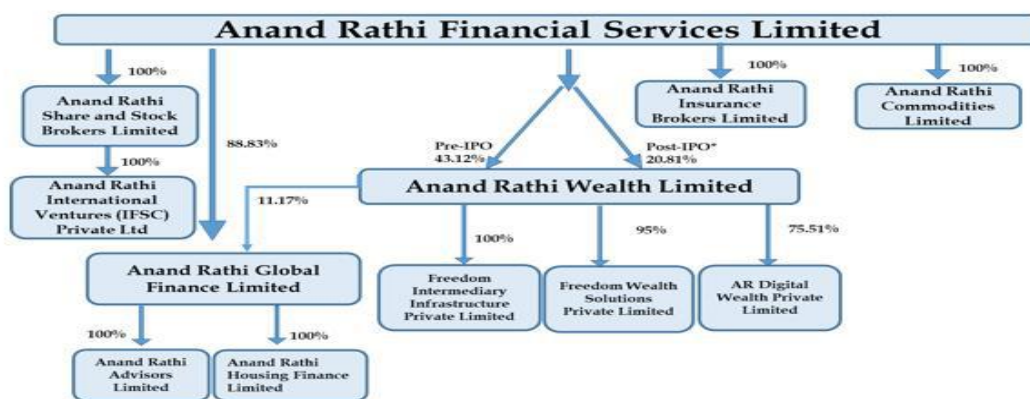 Anand Rathi Financial Services Limited
100%
100%
100%
Anand Rathi
Share and Stock
Brokers Limited
Anand Rathi
Insurance
Brokers Limited
Anand Rathi
Commodities
Limited
88.83%
Pre-IPO
43.12%
Post-IPO*
20.81%
100%
Anand Rathi
International
Ventures (IFSC)
Private Ltd
Anand Rathi Wealth Limited
11.17%
100%
95%
75.51%
Anand Rathi Global
Finance Limited
Freedom
Intermediary
Infrastructure
Private Limited
Freedom Wealth
Solutions
Private Limited
AR Digital
Wealth Private
Limited
100%
100%
Anand Rathi
Advisors
Limited
Anand Rathi
Housing Finance
Limited